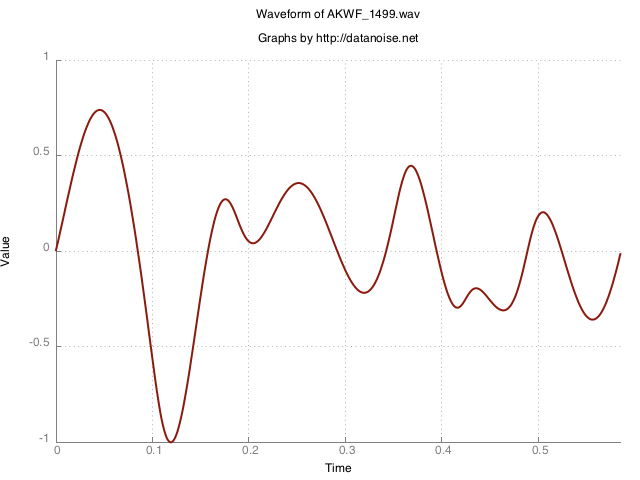 Waveform of AKWF_1499.wav
Graphs by http://datanoise.net
1
0.5
0
-0.5
-1
Value
0 0.1 0.2 0.3 0.4 0.5
Time